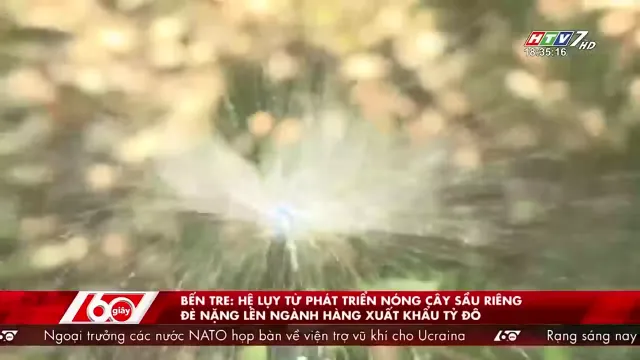 HTV7 HD
18:35:16
BẾN TRE: HỆ LỤY TỪ PHÁT TRIỂN NÓNG CÂY SẦU RIÊNG
60 giây
ĐÈ NẶNG LÊN NGÀNH HÀNG XUẤT KHẨU TỶ ĐÔ
60s Ngoại trưởng các nước NATO họp bàn về viện trợ vũ khí cho Ucraina 60s Rạng sáng nay